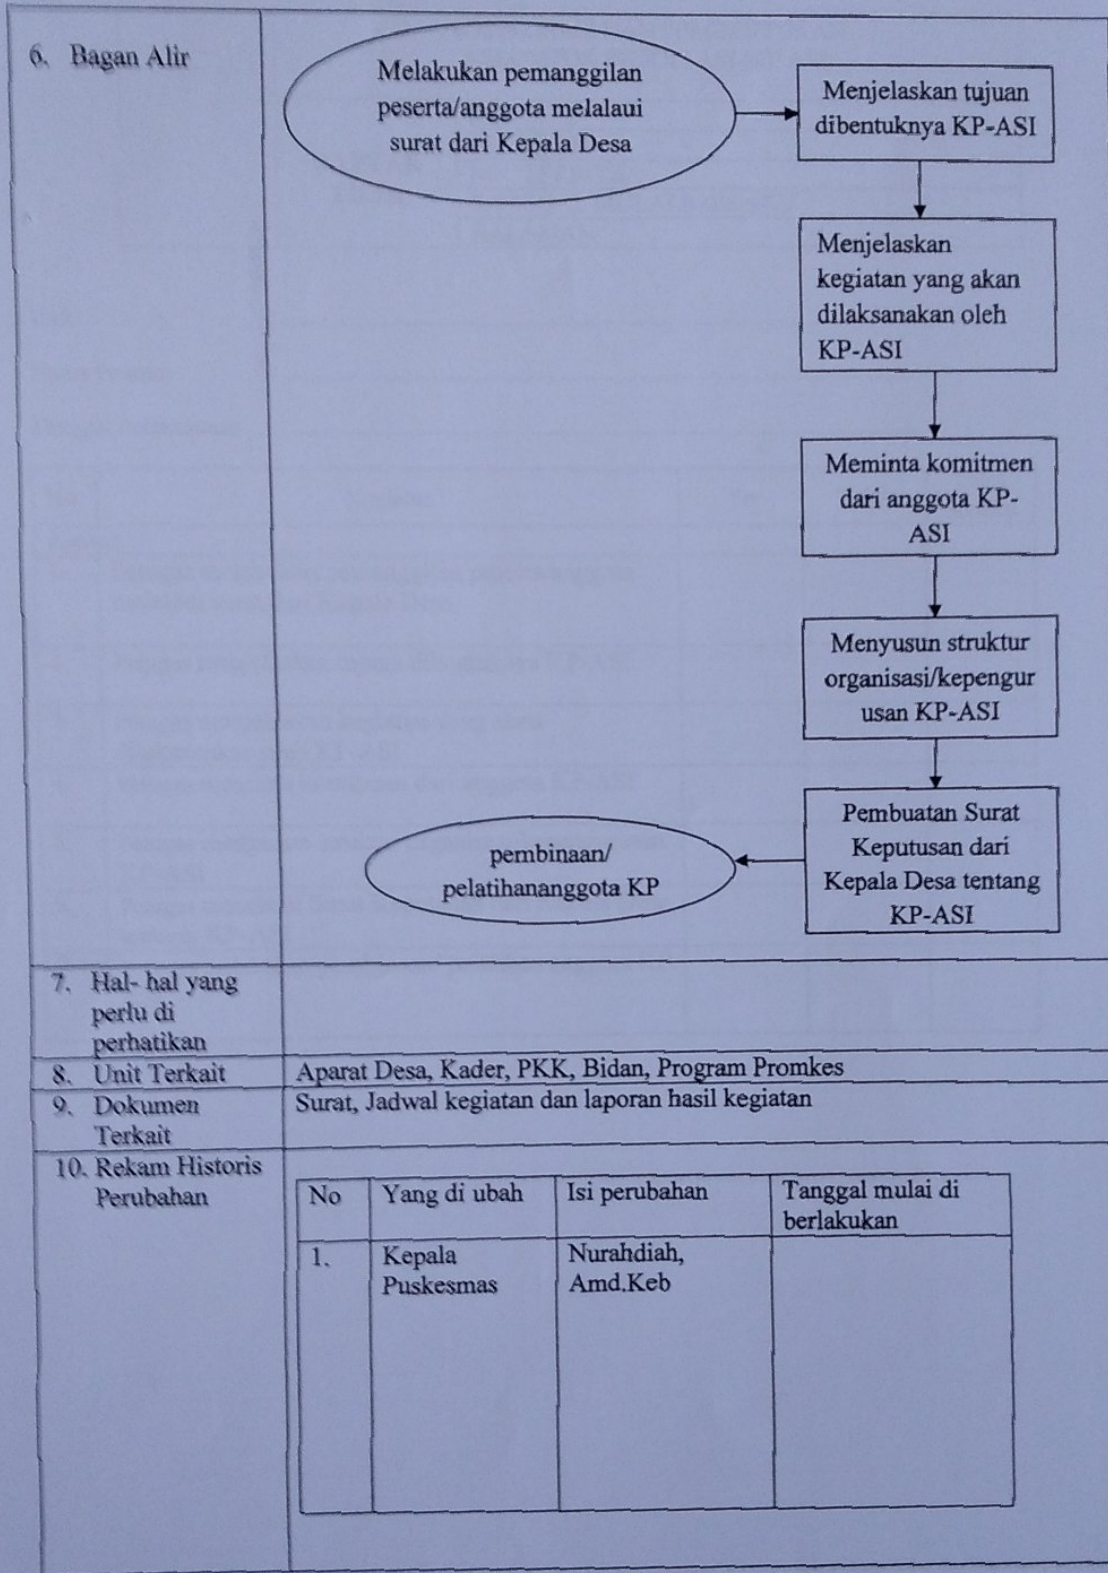 6. Bagan Alir
Melakukan pemanggilan
peserta/anggota melalaui
surat dari Kepala Desa
Menjelaskan tujuan
dibentuknya KP-ASI
Menjelaskan
kegiatan yang akan
dilaksanakan oleh
KP-ASI
Meminta komitmen
dari anggota KP-
ASI
Menyusun struktur
organisasi/kepengur
usan KP-ASI
Pembuatan Surat
Keputusan dari
Kepala Desa tentang
KP-ASI
pembinaan/
pelatihananggota KP
7. Hal- hal yang
perlu di
perhatikan
8. Unit Terkait
Aparat Desa, Kader, PKK, Bidan, Program Promkes
9. Dokumen
Terkait
Surat, Jadwal kegiatan dan laporan hasil kegiatan
10. Rekam Historis
Perubahan
No Yang di ubah Isi perubahan Tanggal mulai di
berlakukan
1. Kepala Nurahdiah,
Puskesmas Amd.Keb